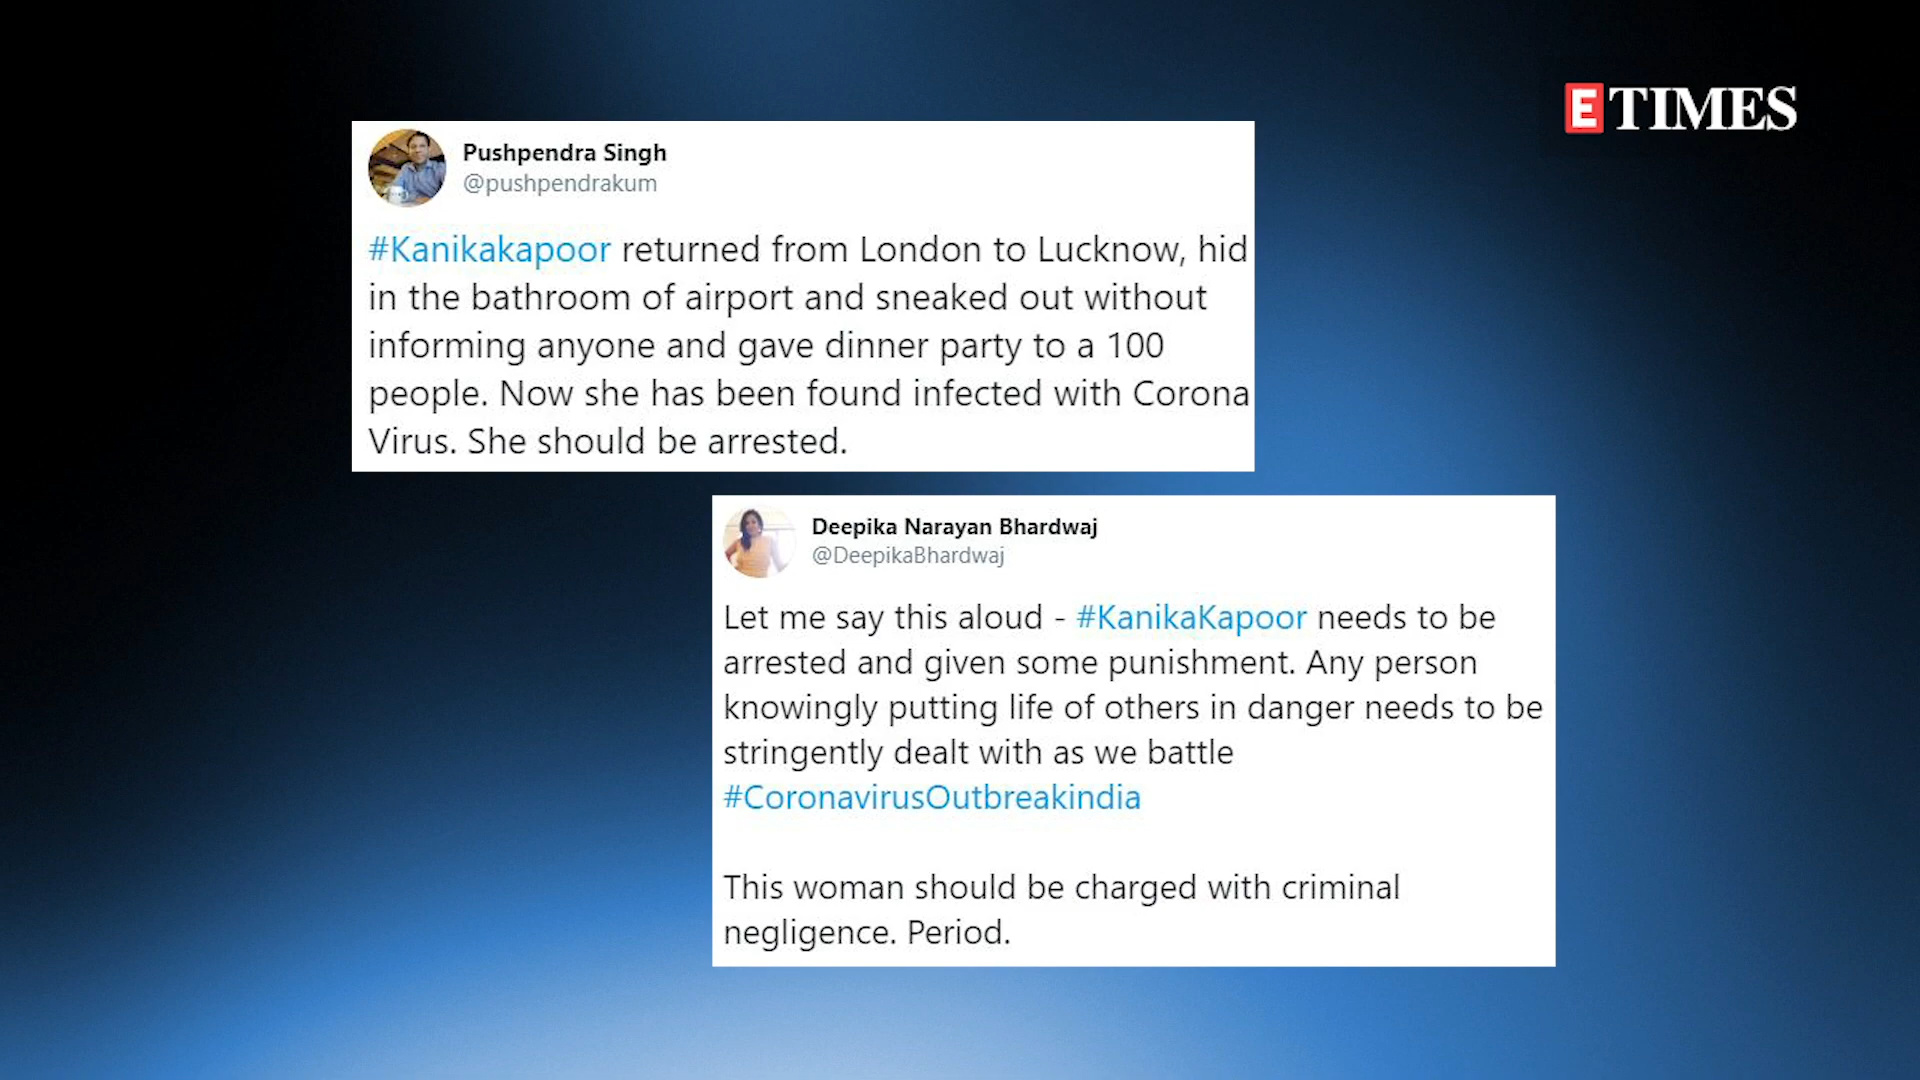 ETIMES
Pushpendra Singh
@pushpendrakum
#Kanikakapoor returned from London to Lucknow, hid
in the bathroom of airport and sneaked out without
informing anyone and gave dinner party to a 100
people. Now she has been found infected with Corona
Virus. She should be arrested.
Deepika Narayan Bhardwaj
@DeepikaBhardwaj
Let me say this aloud - #KanikaKapoor needs to be
arrested and given some punishment. Any person
knowingly putting life of others in danger needs to be
stringently dealt with as we battle
#CoronavirusOutbreakindia
This woman should be charged with criminal
negligence. Period.